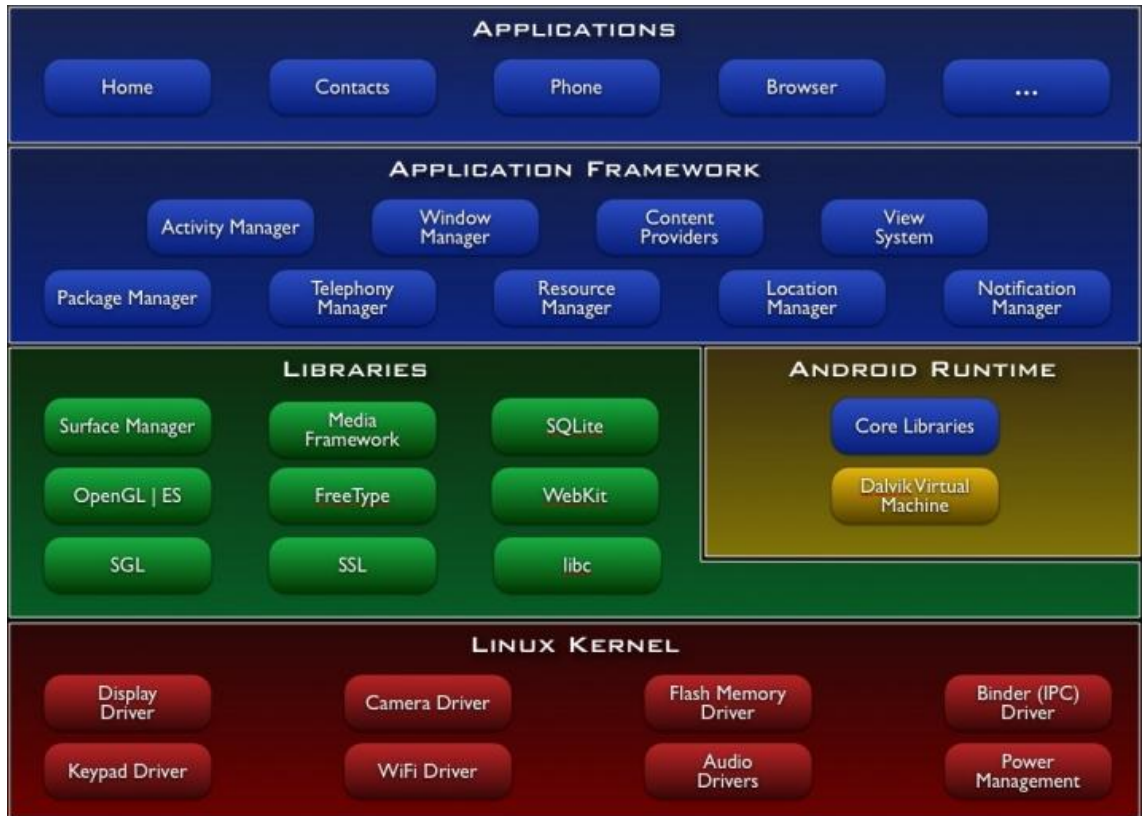 APPLICATIONS
Home
Contacts
Phone
Browser
...
APPLICATION FRAMEWORK
Activity Manager
Window
Manager
Content
Providers
View
System
Package Manager
Telephony
Manager
Resource
Manager
Location
Manager
Notification
Manager
LIBRARIES
Surface Manager
Media
Framework
SQLite
OpenGL | ES
FreeType
WebKit
SGL
SSL
libc
ANDROID RUNTIME
Core Libraries
Dalvik Virtual
Machine
LINUX KERNEL
Display
Driver
Camera Driver
Flash Memory
Driver
Binder (IPC)
Driver
Keypad Driver
WiFi Driver
Audio
Drivers
Power
Management